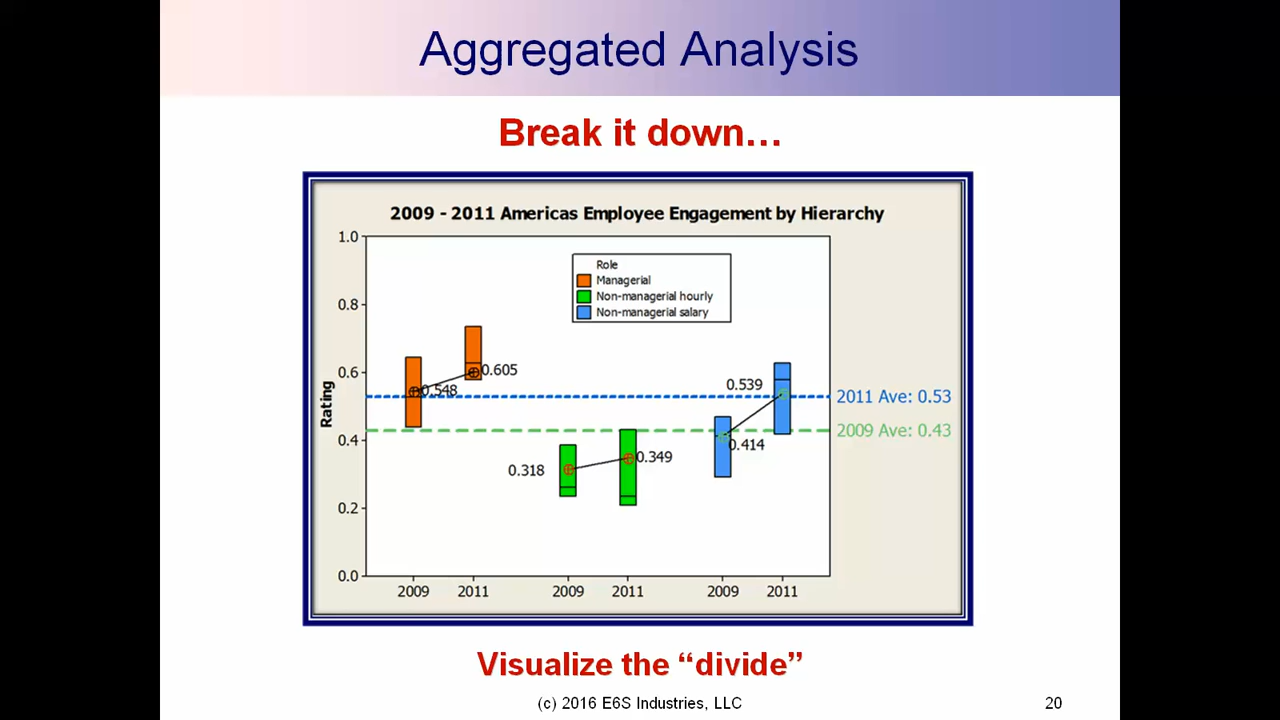 Aggregated Analysis
Break it down…
2009 - 2011 Americas Employee Engagement by Hierarchy
Rating
1.0
0.8
0.6
0.4
0.2
0.0
Role
Managerial
Non-managerial hourly
Non-managerial salary
0.548
0.605
0.318
0.349
0.414
0.539
2011 Ave: 0.53
2009 Ave: 0.43
2009 2011 2009 2011 2009 2011
Visualize the “divide”
(c) 2016 E6S Industries, LLC
20